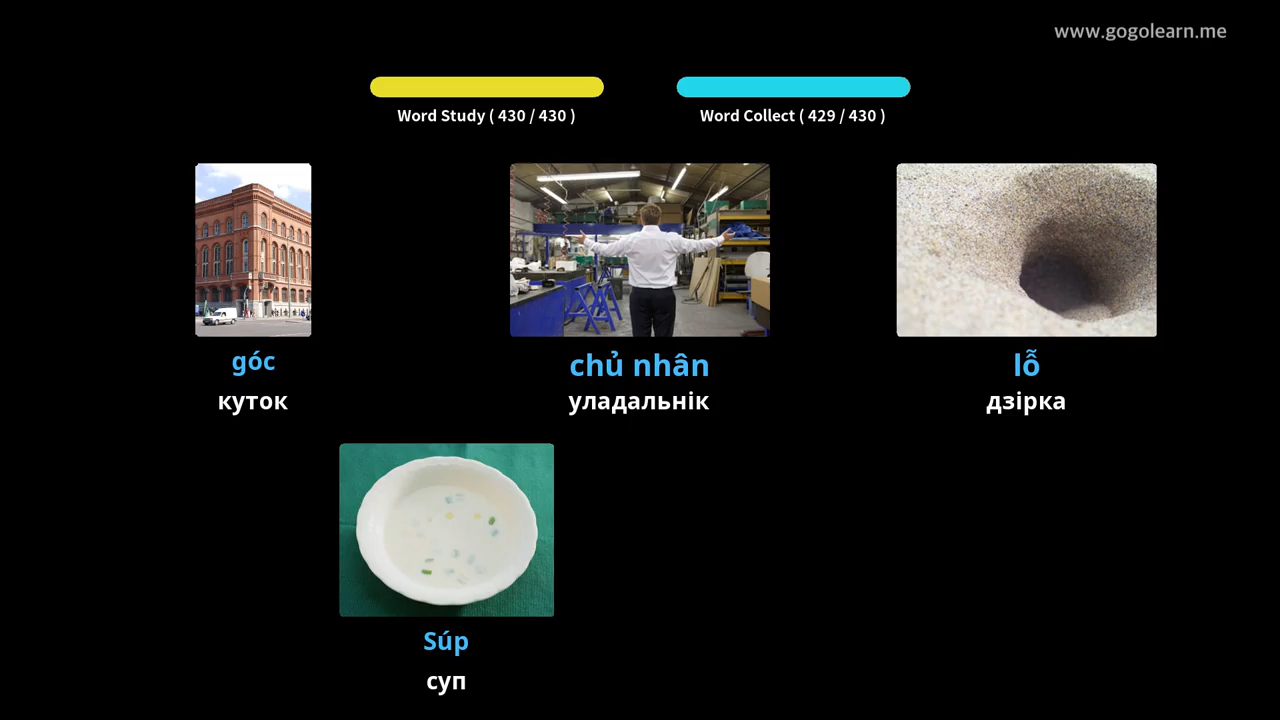 www.gogolearn.me
Word Study ( 430 / 430 )
Word Collect ( 429 / 430 )
góc
куток
chủ nhân
уладальнік
lỗ
дзірка
Súp
суп